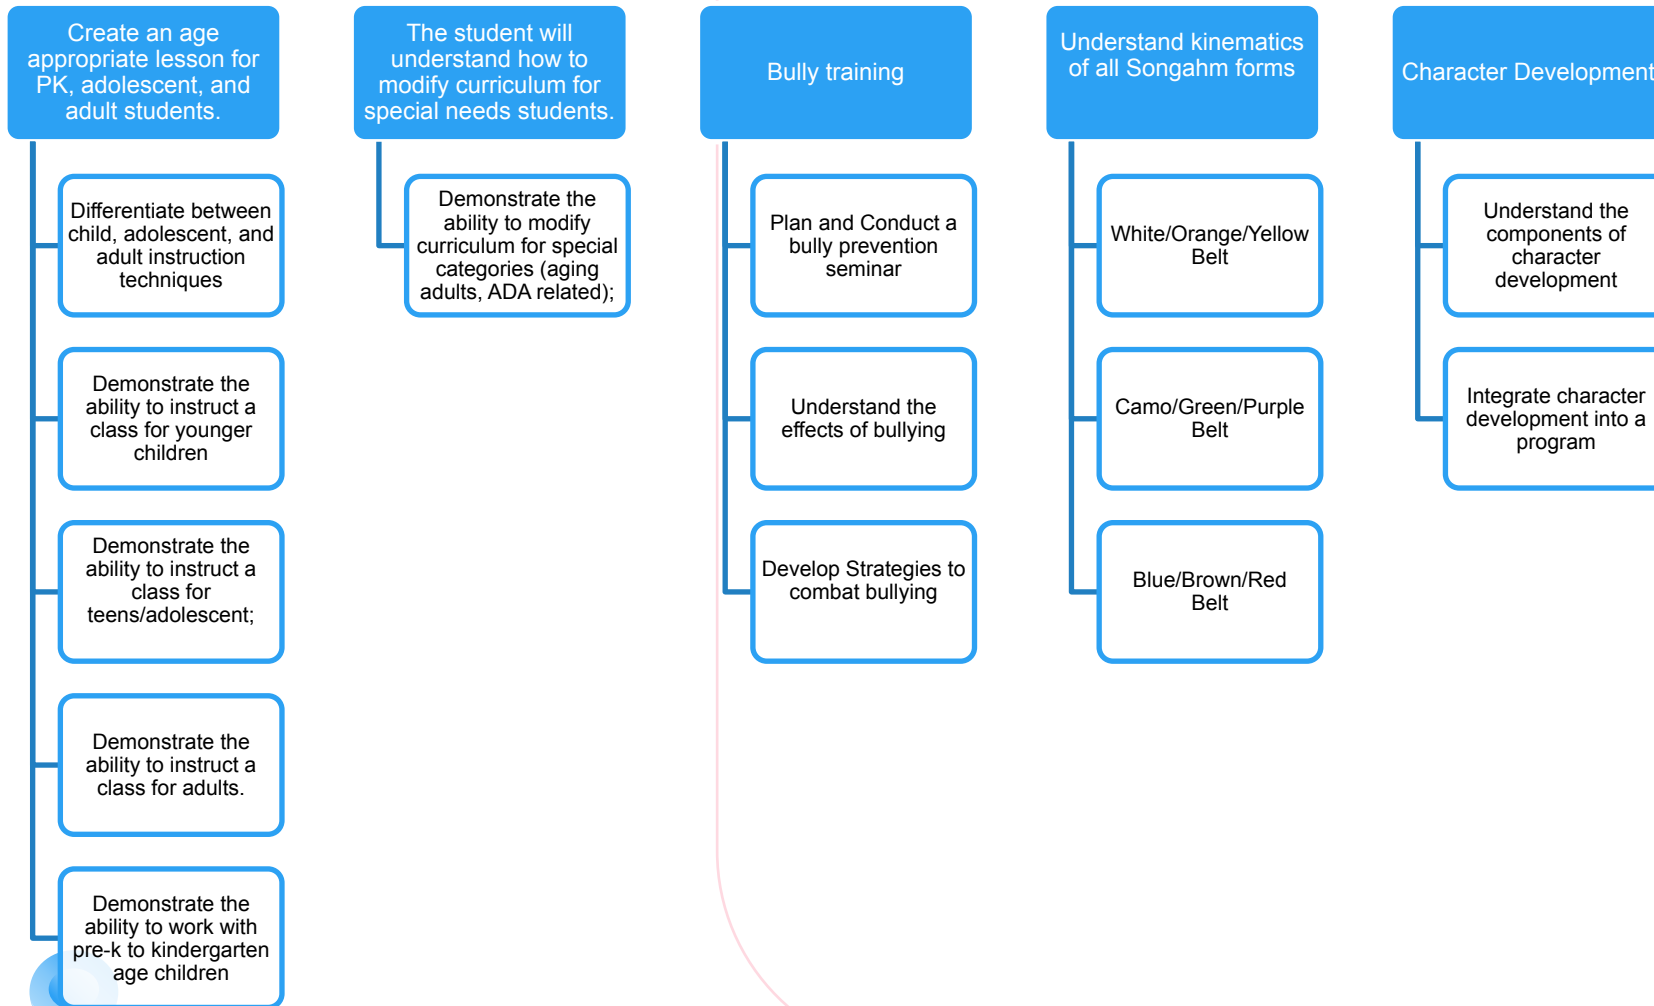 Create an age
appropriate lesson for
PK, adolescent, and
adult students.
Differentiate between
child, adolescent, and
adult instruction
techniques
Demonstrate the
ability to instruct a
class for younger
children
Demonstrate the
ability to instruct a
class for
teens/adolescent;
Demonstrate the
ability to instruct a
class for adults.
Demonstrate the
ability to work with
pre-k to kindergarten
age children
The student will
understand how to
modify curriculum for
special needs students.
Demonstrate the
ability to modify
curriculum for special
categories (aging
adults, ADA related);
Bully training
Plan and Conduct a
bully prevention
seminar
Understand the
effects of bullying
Develop Strategies to
combat bullying
Understand kinematics
of all Songahm forms
White/Orange/Yellow
Belt
Camo/Green/Purple
Belt
Blue/Brown/Red
Belt
Character Development
Understand the
components of
character
development
Integrate character
development into a
program